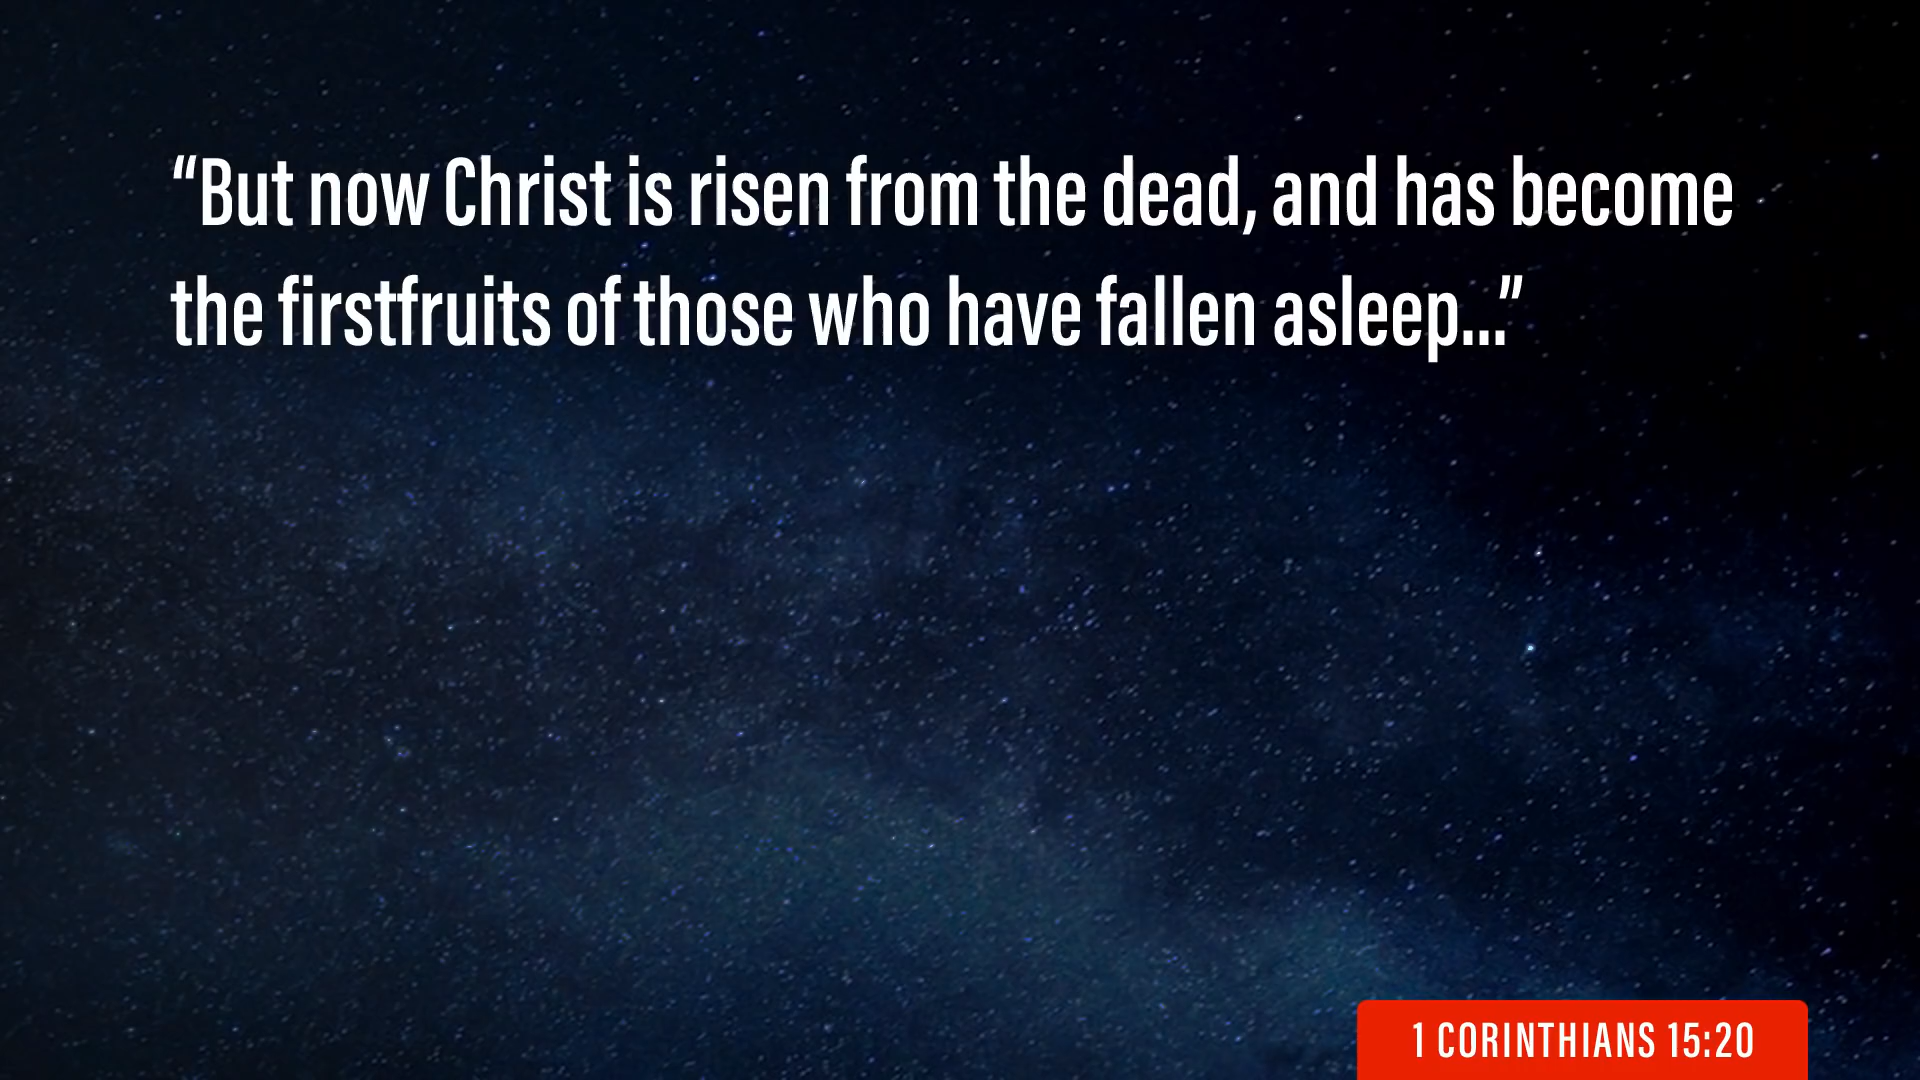 “But now Christ is risen from the dead, and has become
the firstfruits of those who have fallen asleep...”
1 CORINTHIANS 15:20